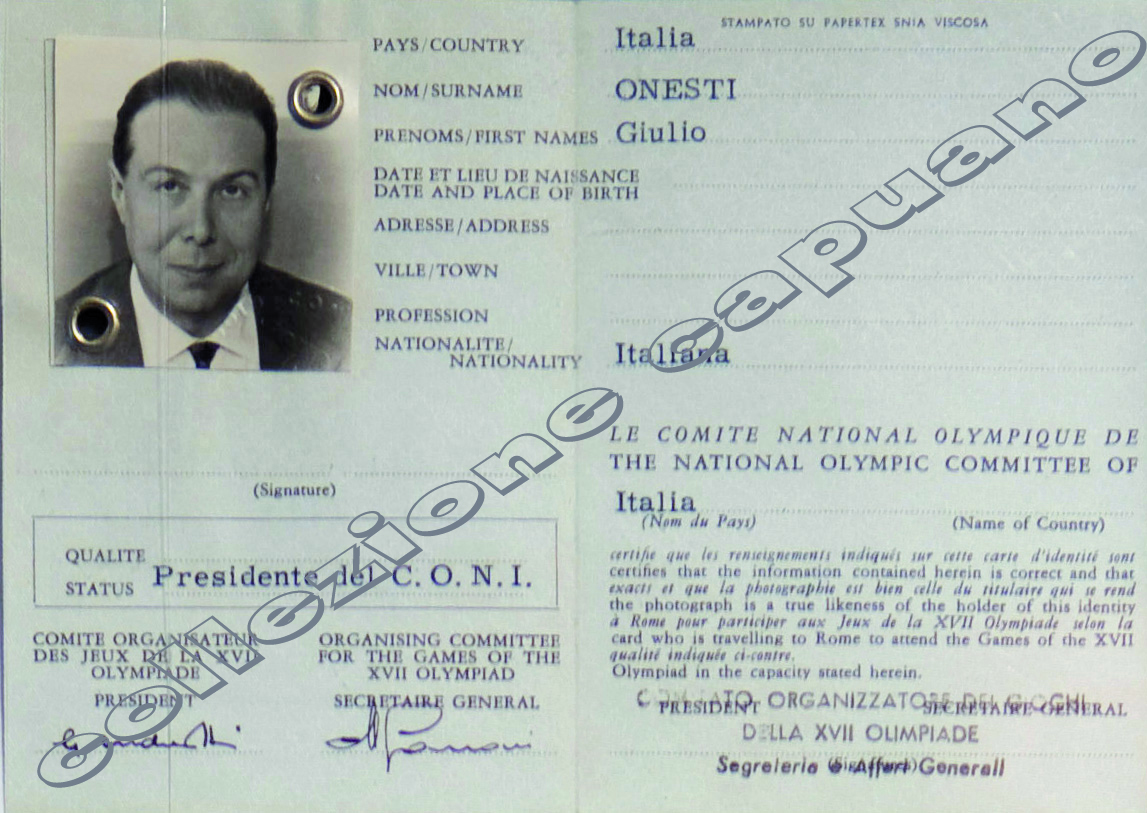 STAMPATO SU PAPERTEX SNIA VISCOSA
PAYS/COUNTRY Italia
NOM/SURNAME ONESTI
PRENOMS/FIRST NAMES Giulio
DATE ET LIEU DE NAISSANCE
DATE AND PLACE OF BIRTH
ADRESSE/ADDRESS
VILLE/TOWN
PROFESSION
NATIONALITE/
NATIONALITY Italiana
(Signature)
QUALITE
STATUS Presidente del C.O.N.I.
COMITE ORGANISATEUR
DES JEUX DE LA XVII
OLYMPIADE
PRESIDENT
ORGANISING COMMITTEE
FOR THE GAMES OF THE
XVII OLYMPIAD
SECRETAIRE GENERAL
LE COMITE NATIONAL OLYMPIQUE DE
THE NATIONAL OLYMPIC COMMITTEE OF
Italia
(Nom du Pays) (Name of Country)
certifie que les renseignements indiqués sur cette carte d'identité sont
certifies that the information contained herein is correct and that
exacts et que la photographie est bien celle du titulaire qui se rend
the photograph is a true likeness of the holder of this identity
à Rome pour participer aux Jeux de la XVII Olympiade selon la
card who is travelling to Rome to attend the Games of the XVII
qualité indiquée ci-contre.
Olympiad in the capacity stated herein.
PRESIDENT SECRETAIRE GENERAL
COMITATO ORGANIZZATORE DEI GIOCHI
DELLA XVII OLIMPIADE
(Signature)
Segreteria e Affari Generali
collezione capuano